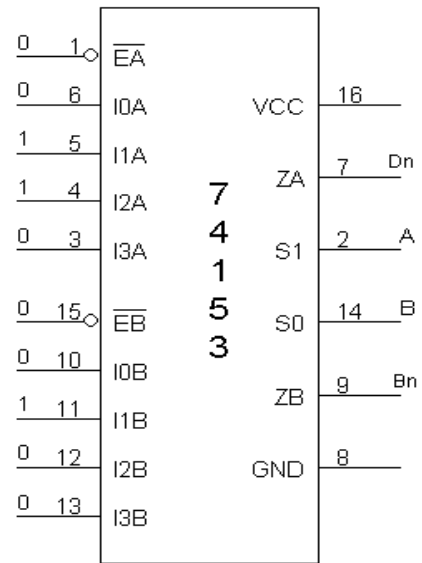 0 1 EA
0 6 I0A
1 5 I1A
1 4 I2A
0 3 I3A
0 15 EB
0 10 I0B
1 11 I1B
0 12 I2B
0 13 I3B
7
4
1
5
3
VCC 16
ZA 7 Dn
S1 2 A
S0 14 B
ZB 9 Bn
GND 8